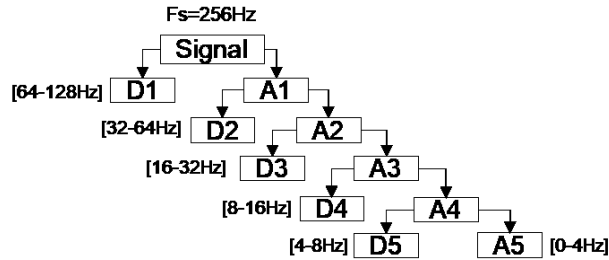 Fs=256Hz
Signal
[64-128Hz] D1 A1
[32-64Hz] D2 A2
[16-32Hz] D3 A3
[8-16Hz] D4 A4
[4-8Hz] D5 A5 [0-4Hz]